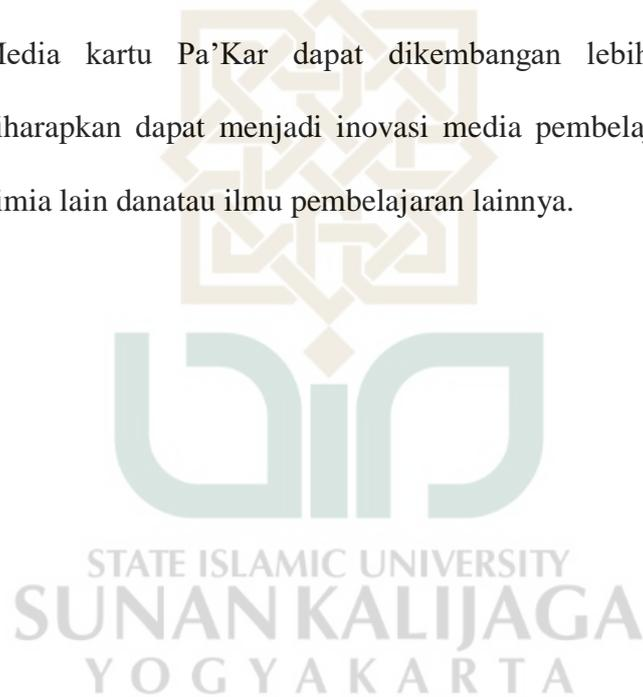 Media kartu Pa’Kar dapat dikembangan lebih
diharapkan dapat menjadi inovasi media
kimia lain danatau ilmu pembelajaran lainnya.
STATE ISLAMIC UNIVERSITY
SUNAN KALIJAGA
YOGYAKARTA